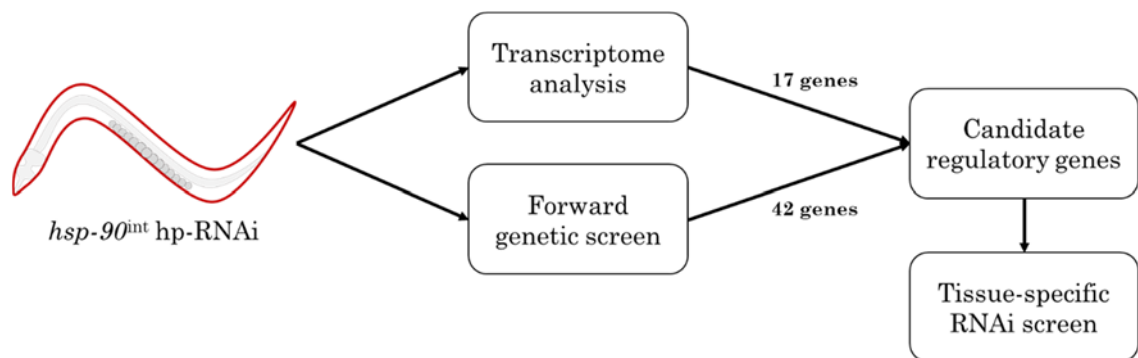 hsp-90int hp-RNAi
Transcriptome
analysis
Forward
genetic screen
17 genes
42 genes
Candidate
regulatory genes
Tissue-specific
RNAi screen